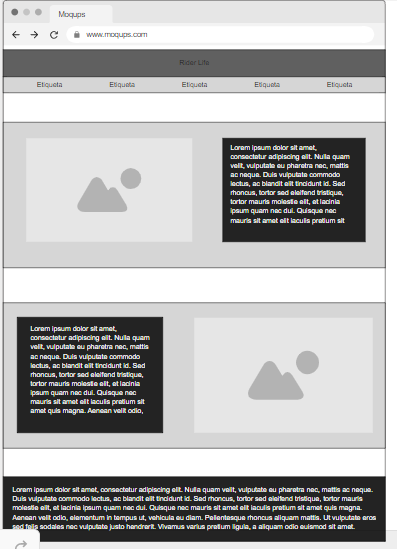 Moqups
www.moqups.com
Rider Life
Etiqueta Etiqueta Etiqueta Etiqueta Etiqueta
Lorem ipsum dolor sit amet,
consectetur adipiscing elit. Nulla quam
velit, vulputate eu pharetra nec, mattis
ac neque. Duis vulputate commodo
lectus, ac blandit elit tincidunt id. Sed
rhoncus, tortor sed eleifend tristique,
tortor mauris molestie elit, et lacinia
ipsum quam nec dui. Quisque nec
mauris sit amet elit iaculis pretium sit
Lorem ipsum dolor sit amet,
consectetur adipiscing elit. Nulla quam
velit, vulputate eu pharetra nec, mattis
ac neque. Duis vulputate commodo
lectus, ac blandit elit tincidunt id. Sed
rhoncus, tortor sed eleifend tristique,
tortor mauris molestie elit, et lacinia
ipsum quam nec dui. Quisque nec
mauris sit amet elit iaculis pretium sit
amet quis magna. Aenean velit odio,
Lorem ipsum dolor sit amet, consectetur adipiscing elit. Nulla quam velit, vulputate eu pharetra nec, mattis ac neque.
Duis vulputate commodo lectus, ac blandit elit tincidunt id. Sed rhoncus, tortor sed eleifend tristique, tortor mauris
molestie elit, et lacinia ipsum quam nec dui. Quisque nec mauris sit amet elit iaculis pretium sit amet quis magna.
Aenean velit odio, elementum in tempus ut, vehicula eu diam. Pellentesque rhoncus aliquam mattis. Ut vulputate eros
sed felis sodales nec vulputate justo hendrerit. Vivamus varius pretium ligula, a aliquam odio euismod sit amet.